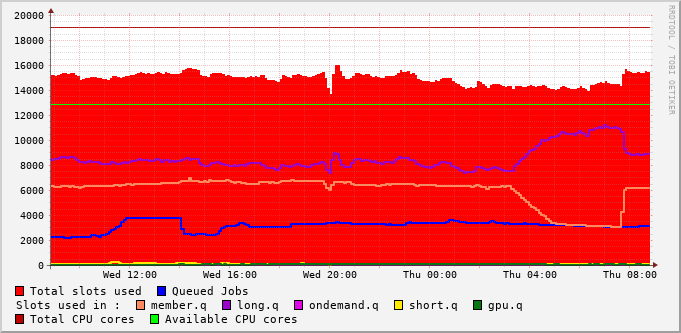 20000
18000
16000
14000
12000
10000
8000
6000
4000
2000
0
Wed 12:00 Wed 16:00 Wed 20:00 Thu 00:00 Thu 04:00 Thu 08:00
RRDTOOL / TOBI OETIKER
Total slots used Queued Jobs
Slots used in : member.q long.q ondemand.q short.q gpu.q
Total CPU cores Available CPU cores